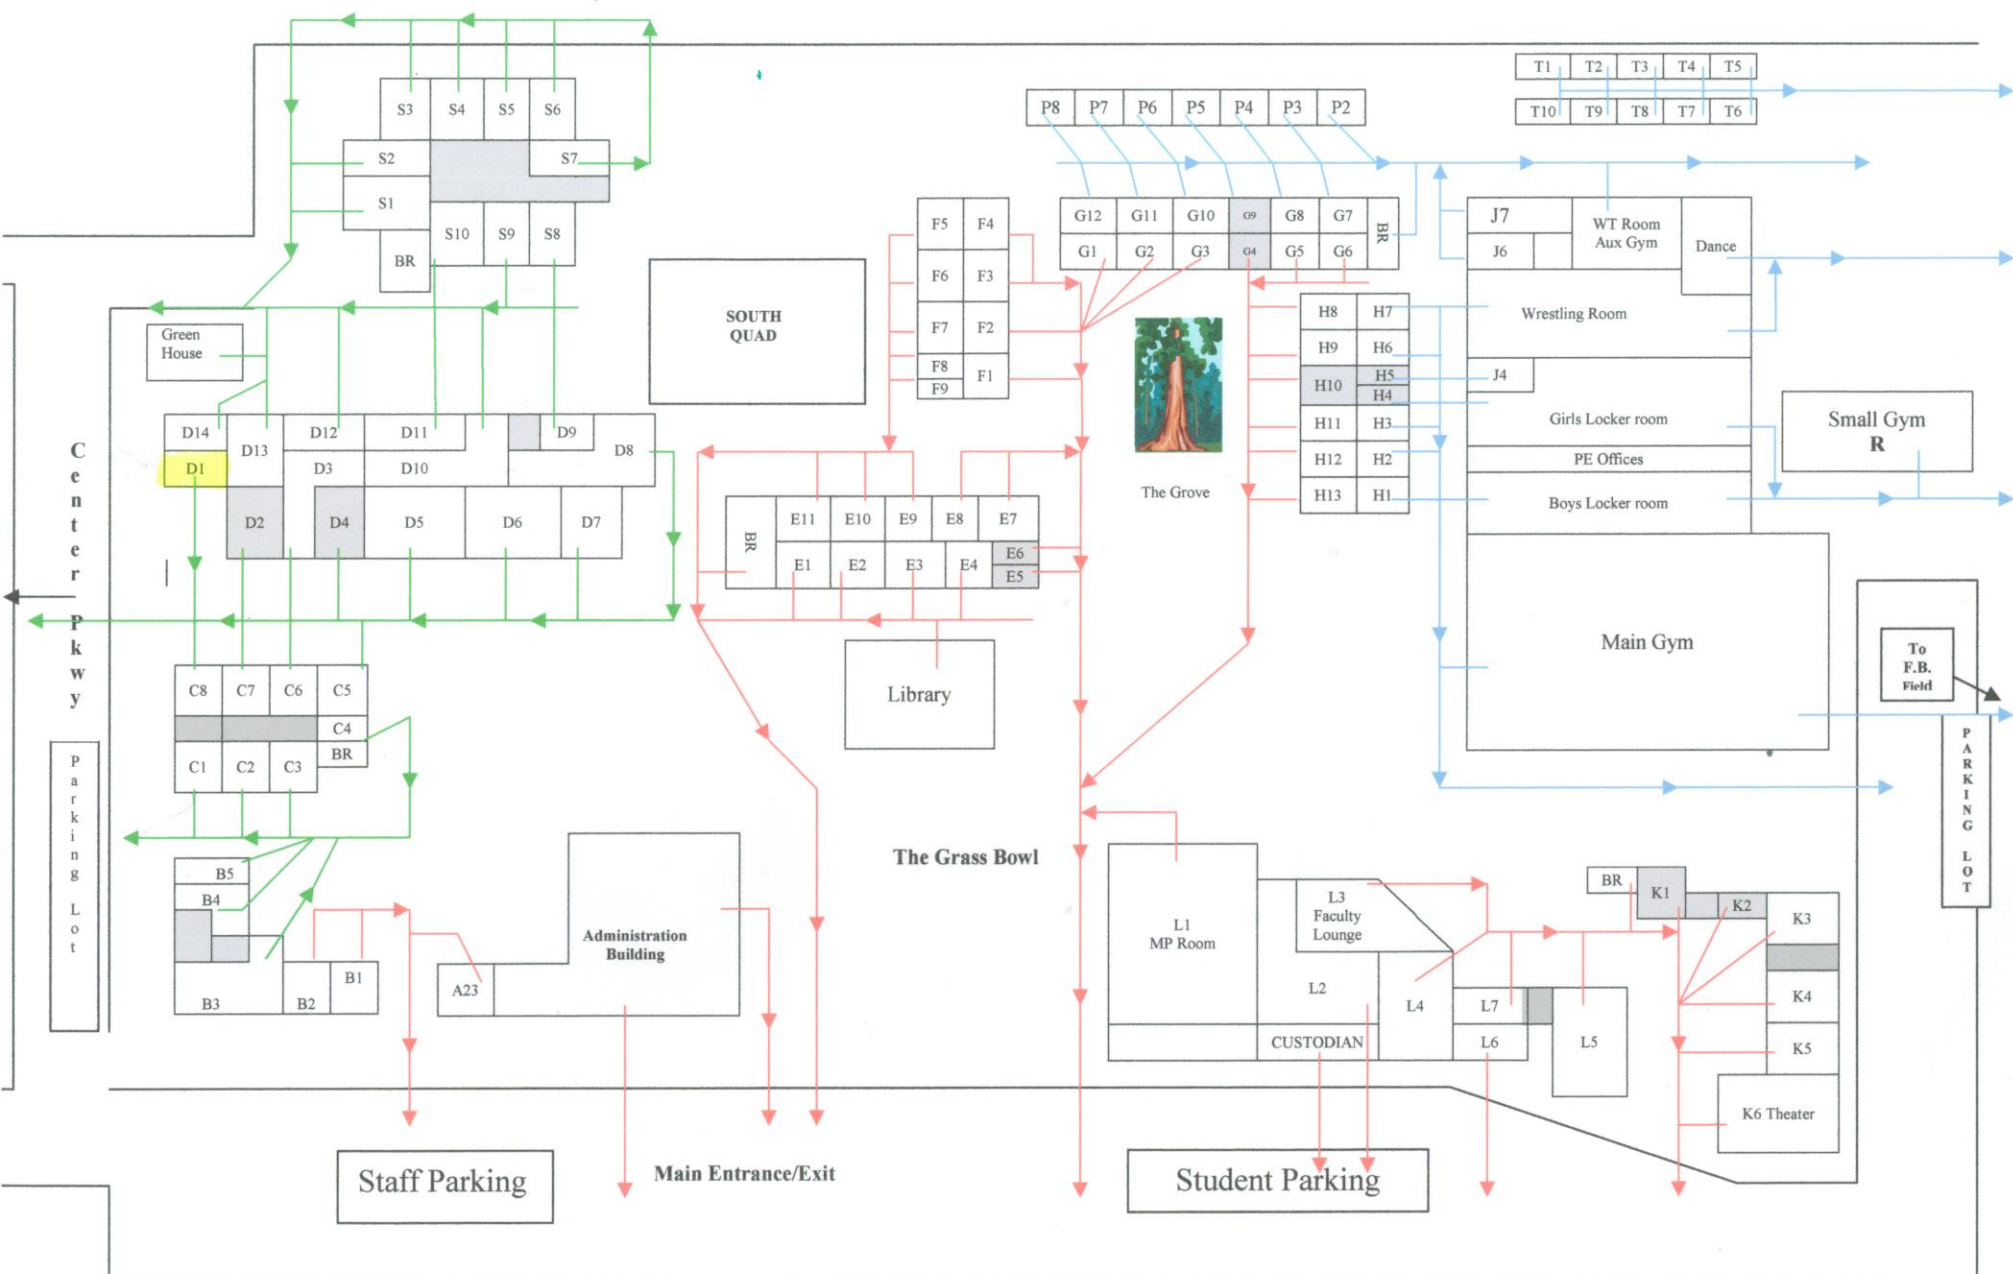 S3 S4 S5 S6
S2 S7
S1
S10 S9 S8
BR
Green
House
D14 D13 D12 D11 D9 D8
D1 D3 D10
D2 D4 D5 D6 D7
Center Pkwy
C8 C7 C6 C5
C4
BR
C1 C2 C3
Parking Lot
B5
B4
B3 B2 B1
A23
Administration
Building
Staff Parking
Main Entrance/Exit
SOUTH
QUAD
F5 F4
F6 F3
F7 F2
F8 F1
F9
BR E11 E10 E9 E8 E7
E6
E1 E2 E3 E4 E5
Library
The Grass Bowl
P8 P7 P6 P5 P4 P3 P2
G12 G11 G10 G9 G8 G7 BR
G1 G2 G3 G4 G5 G6
The Grove
H8 H7
H9 H6
H10 H5
H4
H11 H3
H12 H2
H13 H1
T1 T2 T3 T4 T5
T10 T9 T8 T7 T6
J7 WT Room
Aux Gym
J6 Dance
Wrestling Room
J4
Girls Locker room
PE Offices
Boys Locker room
Main Gym
Small Gym
R
To
F.B.
Field
PARKING LOT
L1
MP Room
L3
Faculty
Lounge
L2 L4 L7
CUSTODIAN L6 L5
BR K1 K2 K3
K4
K5
K6 Theater
Student Parking